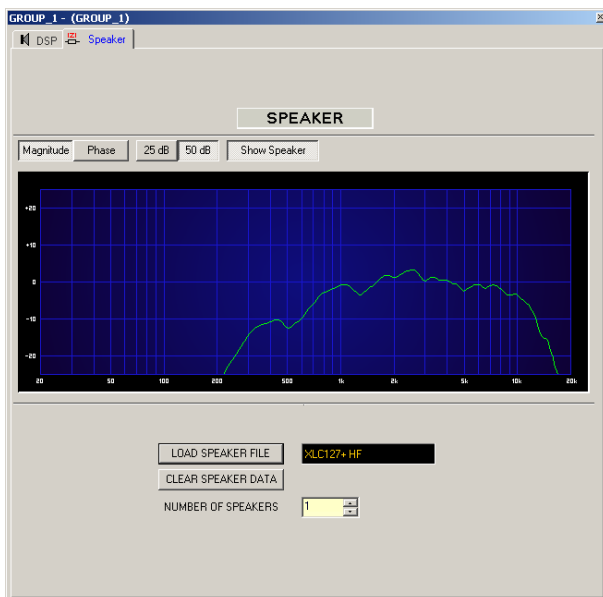 GROUP_1 - (GROUP_1)
DSP Speaker
SPEAKER
Magnitude Phase 25 dB 50 dB Show Speaker
+20
+10
0
-10
-20
20 50 100 200 500 1k 2k 5k 10k 20k
LOAD SPEAKER FILE XLC127+ HF
CLEAR SPEAKER DATA
NUMBER OF SPEAKERS 1